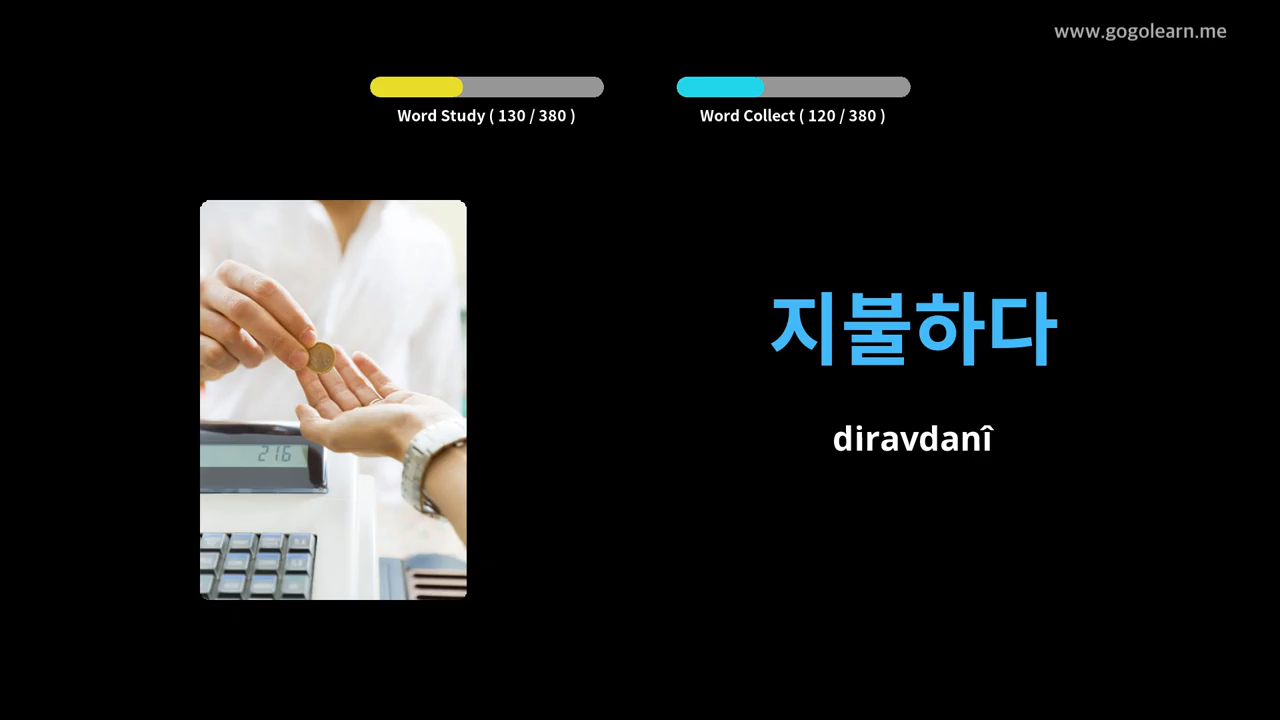 www.gogolearn.me
Word Study ( 130 / 380 )
Word Collect ( 120 / 380 )
지불하다
diravdanî
216